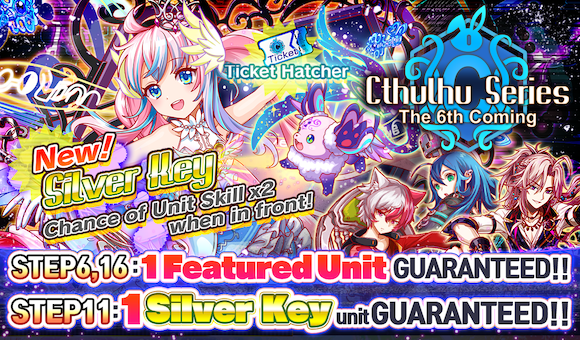 Ticket
Ticket Hatcher
Cthulhu Series
The 6th Coming
New!
Silver Key
Chance of Unit Skill x2
when in front!
STEP6,16:1 Featured Unit GUARANTEED!!
STEP11:1 Silver Key unit GUARANTEED!!